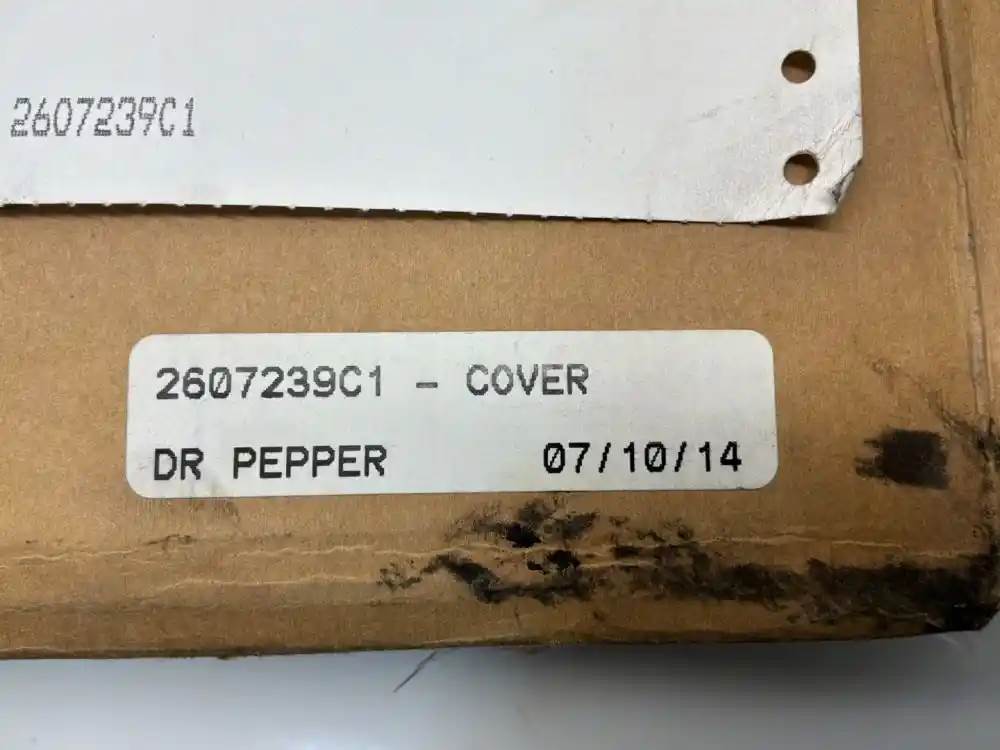 2607239C1
2607239C1 - COVER
DR PEPPER 07/10/14